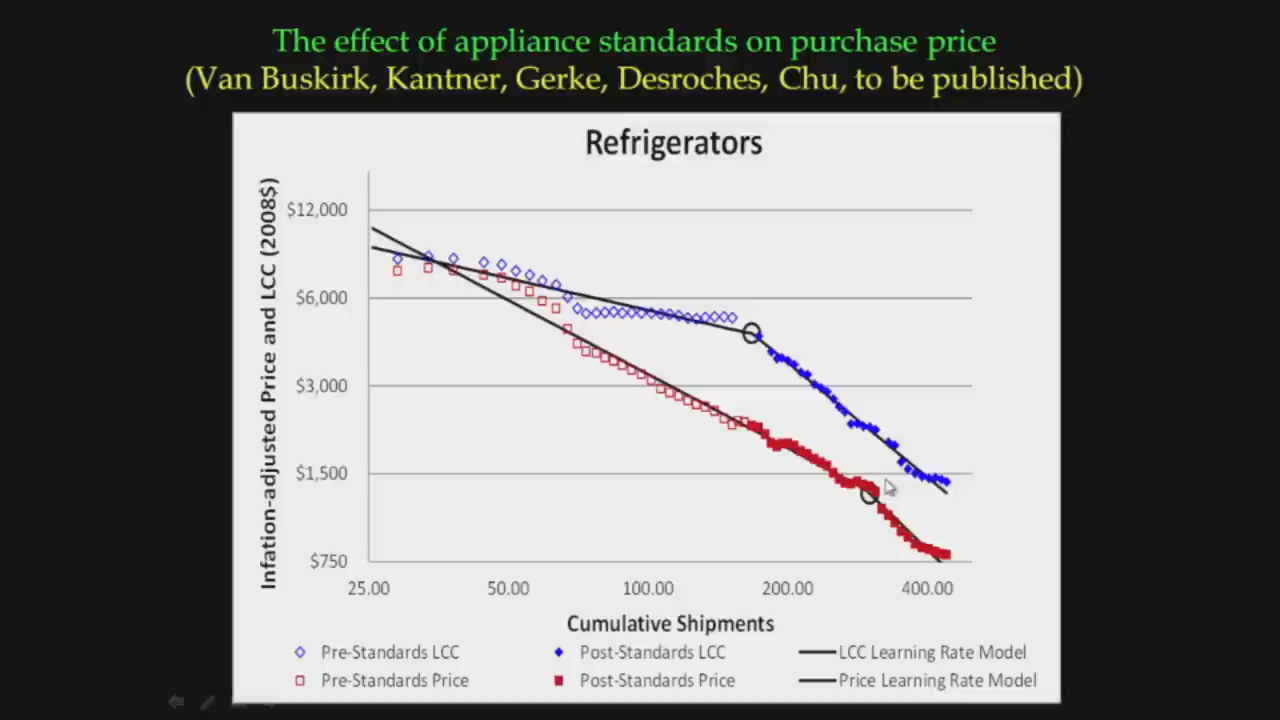 The effect of appliance standards on purchase price
(Van Buskirk, Kantner, Gerke, Desroches, Chu, to be published)
Refrigerators
Infation-adjusted Price and LCC (2008$)
$12,000
$6,000
$3,000
$1,500
$750
25.00 50.00 100.00 200.00 400.00
Cumulative Shipments
Pre-Standards LCC Post-Standards LCC LCC Learning Rate Model
Pre-Standards Price Post-Standards Price Price Learning Rate Model